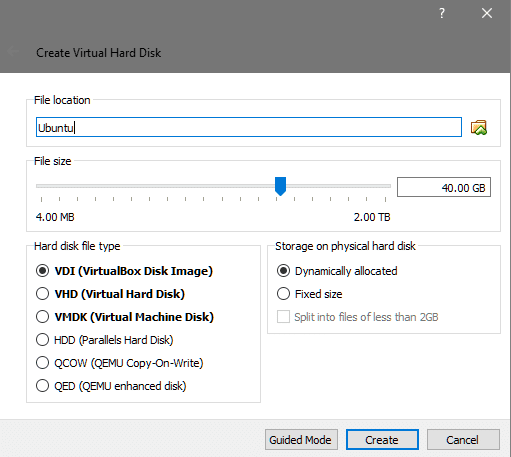 ?
Create Virtual Hard Disk
File location
Ubuntu
File size
40.00 GB
4.00 MB 2.00 TB
Hard disk file type
VDI (VirtualBox Disk Image)
VHD (Virtual Hard Disk)
VMDK (Virtual Machine Disk)
HDD (Parallels Hard Disk)
QCOW (QEMU Copy-On-Write)
QED (QEMU enhanced disk)
Storage on physical hard disk
Dynamically allocated
Fixed size
Split into files of less than 2GB
Guided Mode Create Cancel